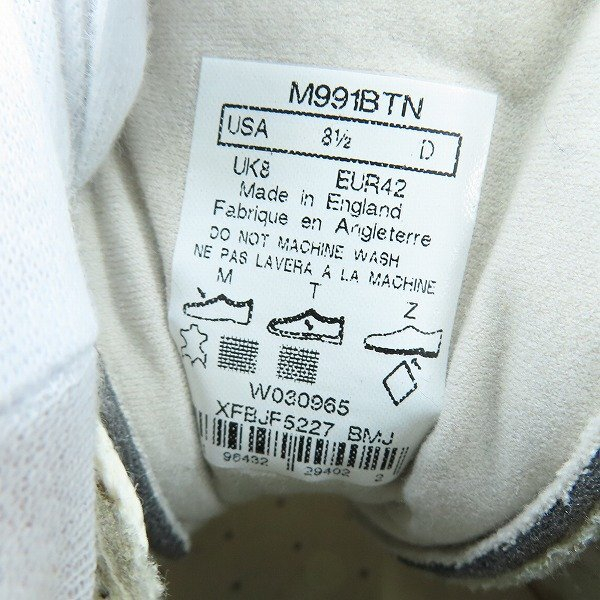 M991BTN
USA 8½ D
UK8 EUR42
Made in England
Fabrique en Angleterre
DO NOT MACHINE WASH
NE PAS LAVERA A LA MACHINE
M T Z
W030965
XFBJF5227 BMJ
96432 29402 9